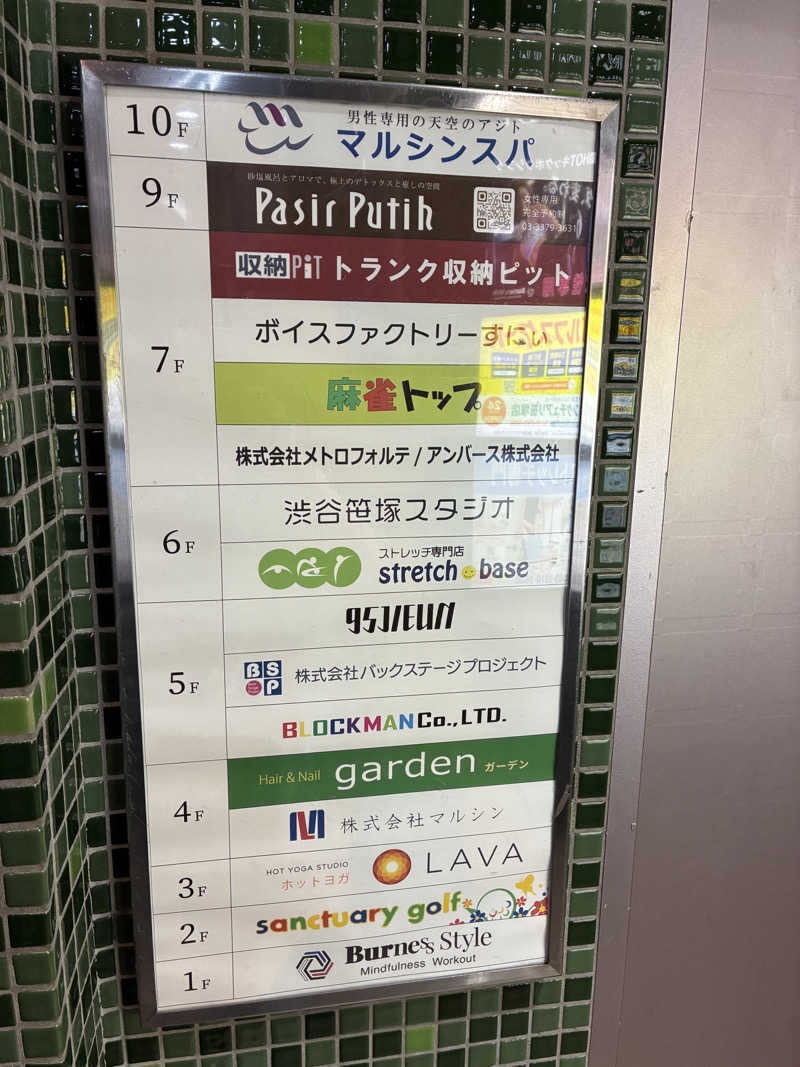 10F
男性専用の天空のアジト
マルシンスパ
9F
砂塩風呂とアロマで、極上のデトックスと癒しの空間
Pasir Putih
女性専用
完全予約制
03-3379-3631
7F
収納PiT トランク収納ピット
ボイスファクトリーすにん
麻雀トップ。
株式会社メトロフォルテ / アンバース株式会社
6F
渋谷笹塚スタジオ
ストレッチ専門店
stretch base
5F
95JIEUN
BSP
株式会社バックステージプロジェクト
BLOCKMAN Co., LTD.
4F
Hair & Nail garden ガーデン
株式会社マルシン
3F
HOT YOGA STUDIO
ホットヨガ
LAVA
2F
sanctuary golf
1F
Burness Style
Mindfulness Workout